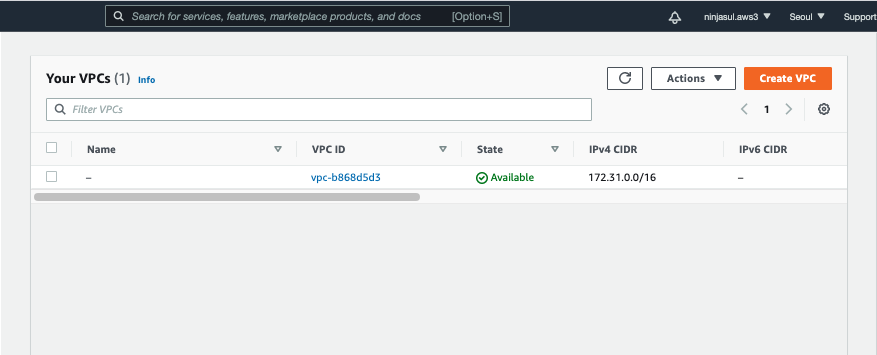 Search for services, features, marketplace products, and docs [Option+S] ninjasul.aws3 ▼ Seoul ▼ Support
Your VPCs (1) Info Actions ▼ Create VPC
Filter VPCs
1
Name VPC ID State IPv4 CIDR IPv6 CIDR
– vpc-b868d5d3 Available 172.31.0.0/16 –